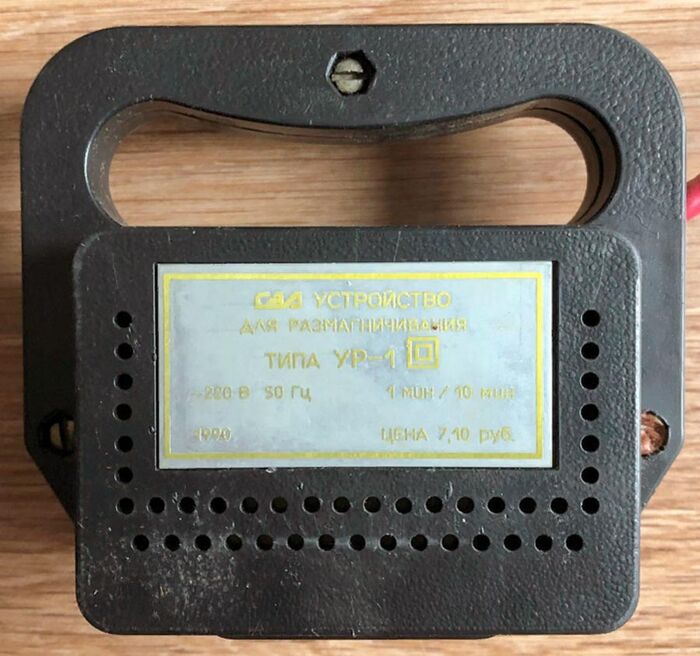 УСТРОЙСТВО
ДЛЯ РАЗМАГНИЧИВАНИЯ
ТИПА УР-1
~220 В 50 Гц 1 мин / 10 мин
1990 ЦЕНА 7,10 руб.